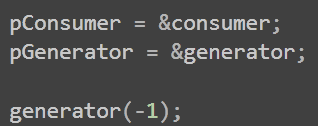 pConsumer = &consumer;
pGenerator = &generator;
generator(-1);